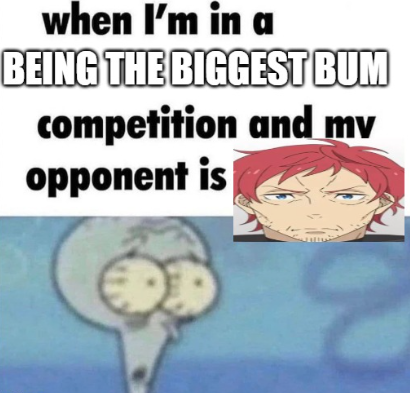 when I'm in a
BEING THE BIGGEST BUM
competition and my
opponent is